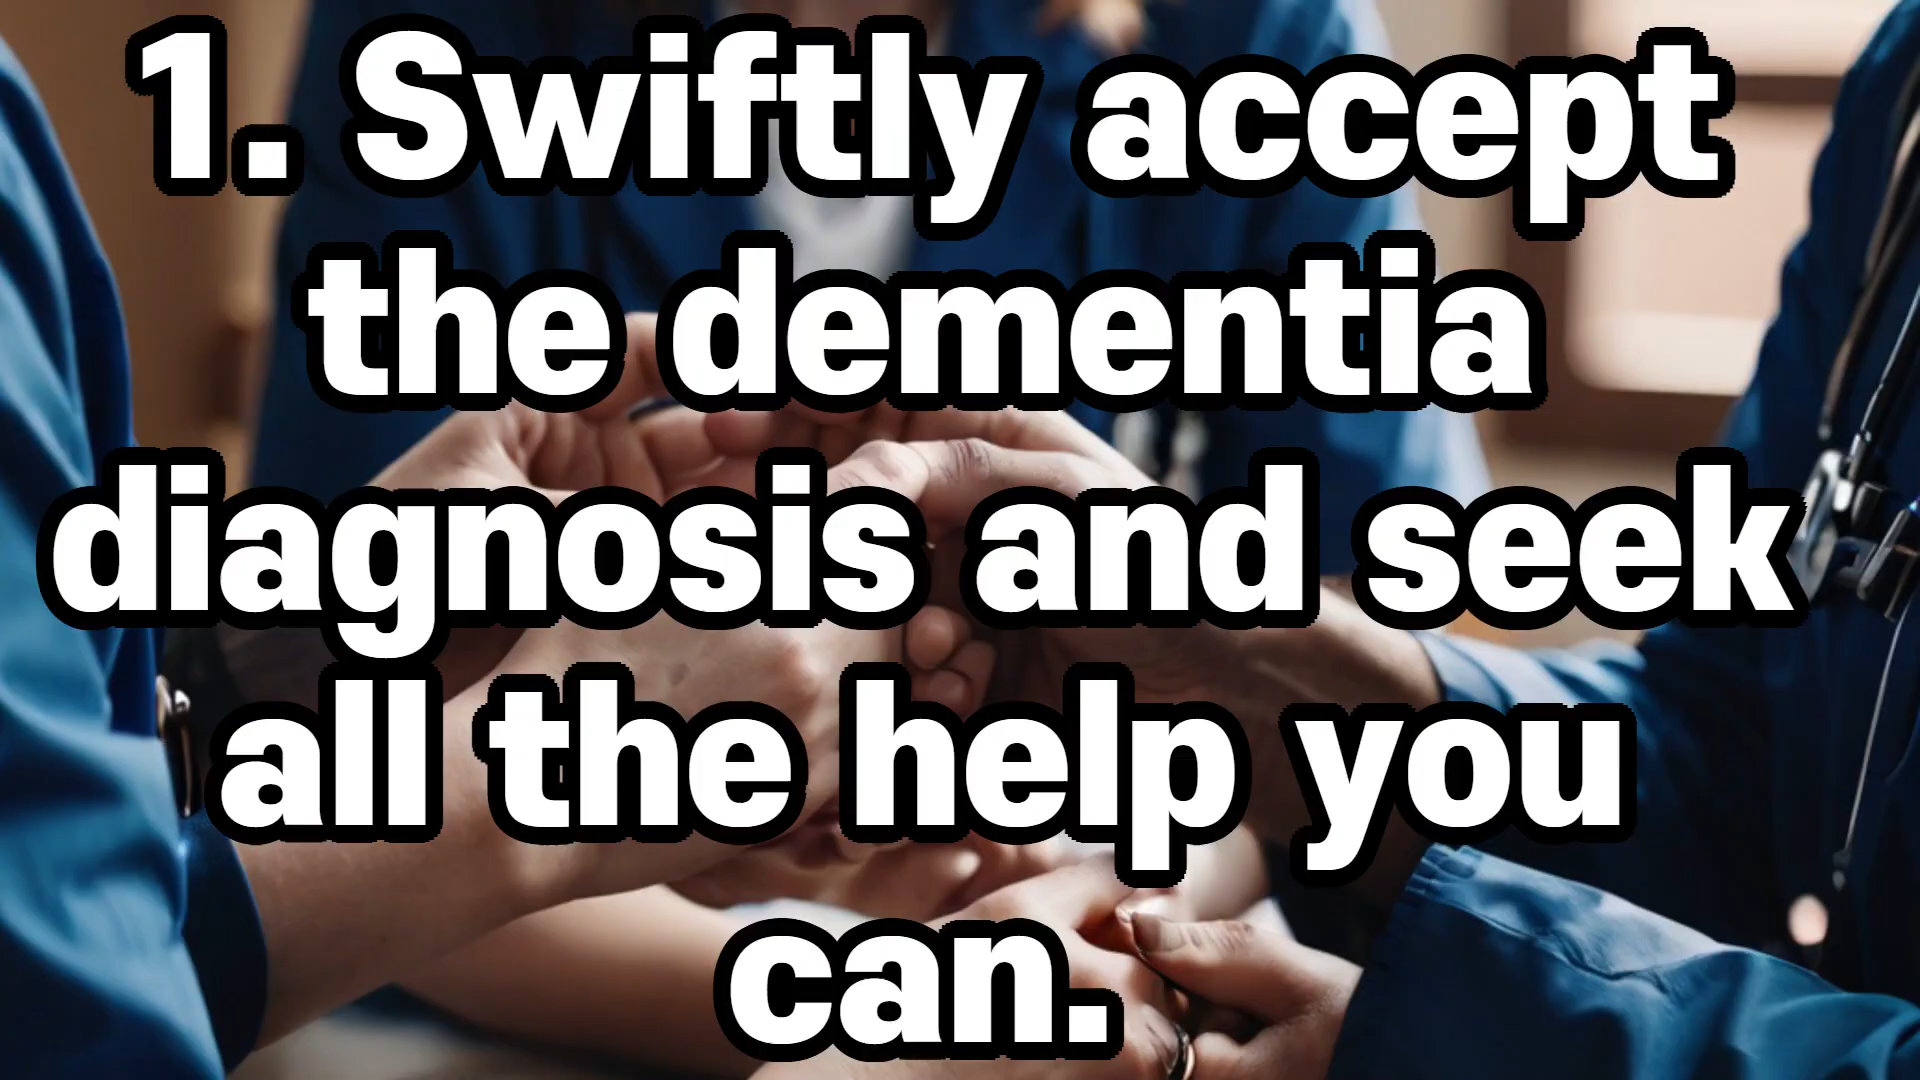 1. Swiftly accept
the dementia
diagnosis and seek
all the help you
can.